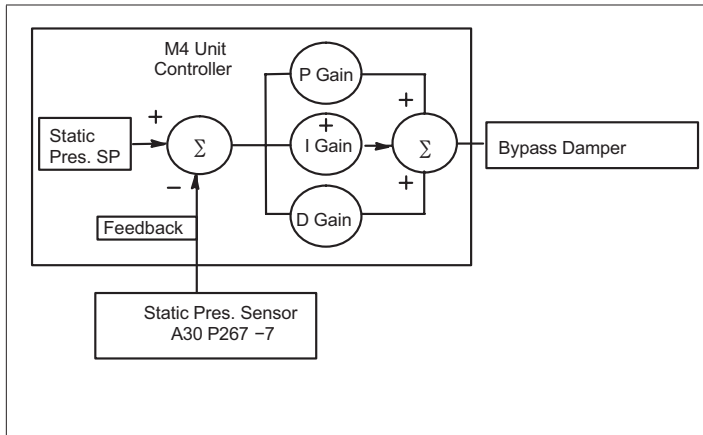 M4 Unit
Controller
P Gain
+
+
Static
Pres. SP
Σ
+
I Gain
Σ
Bypass Damper
−
+
D Gain
Feedback
Static Pres. Sensor
A30 P267 −7